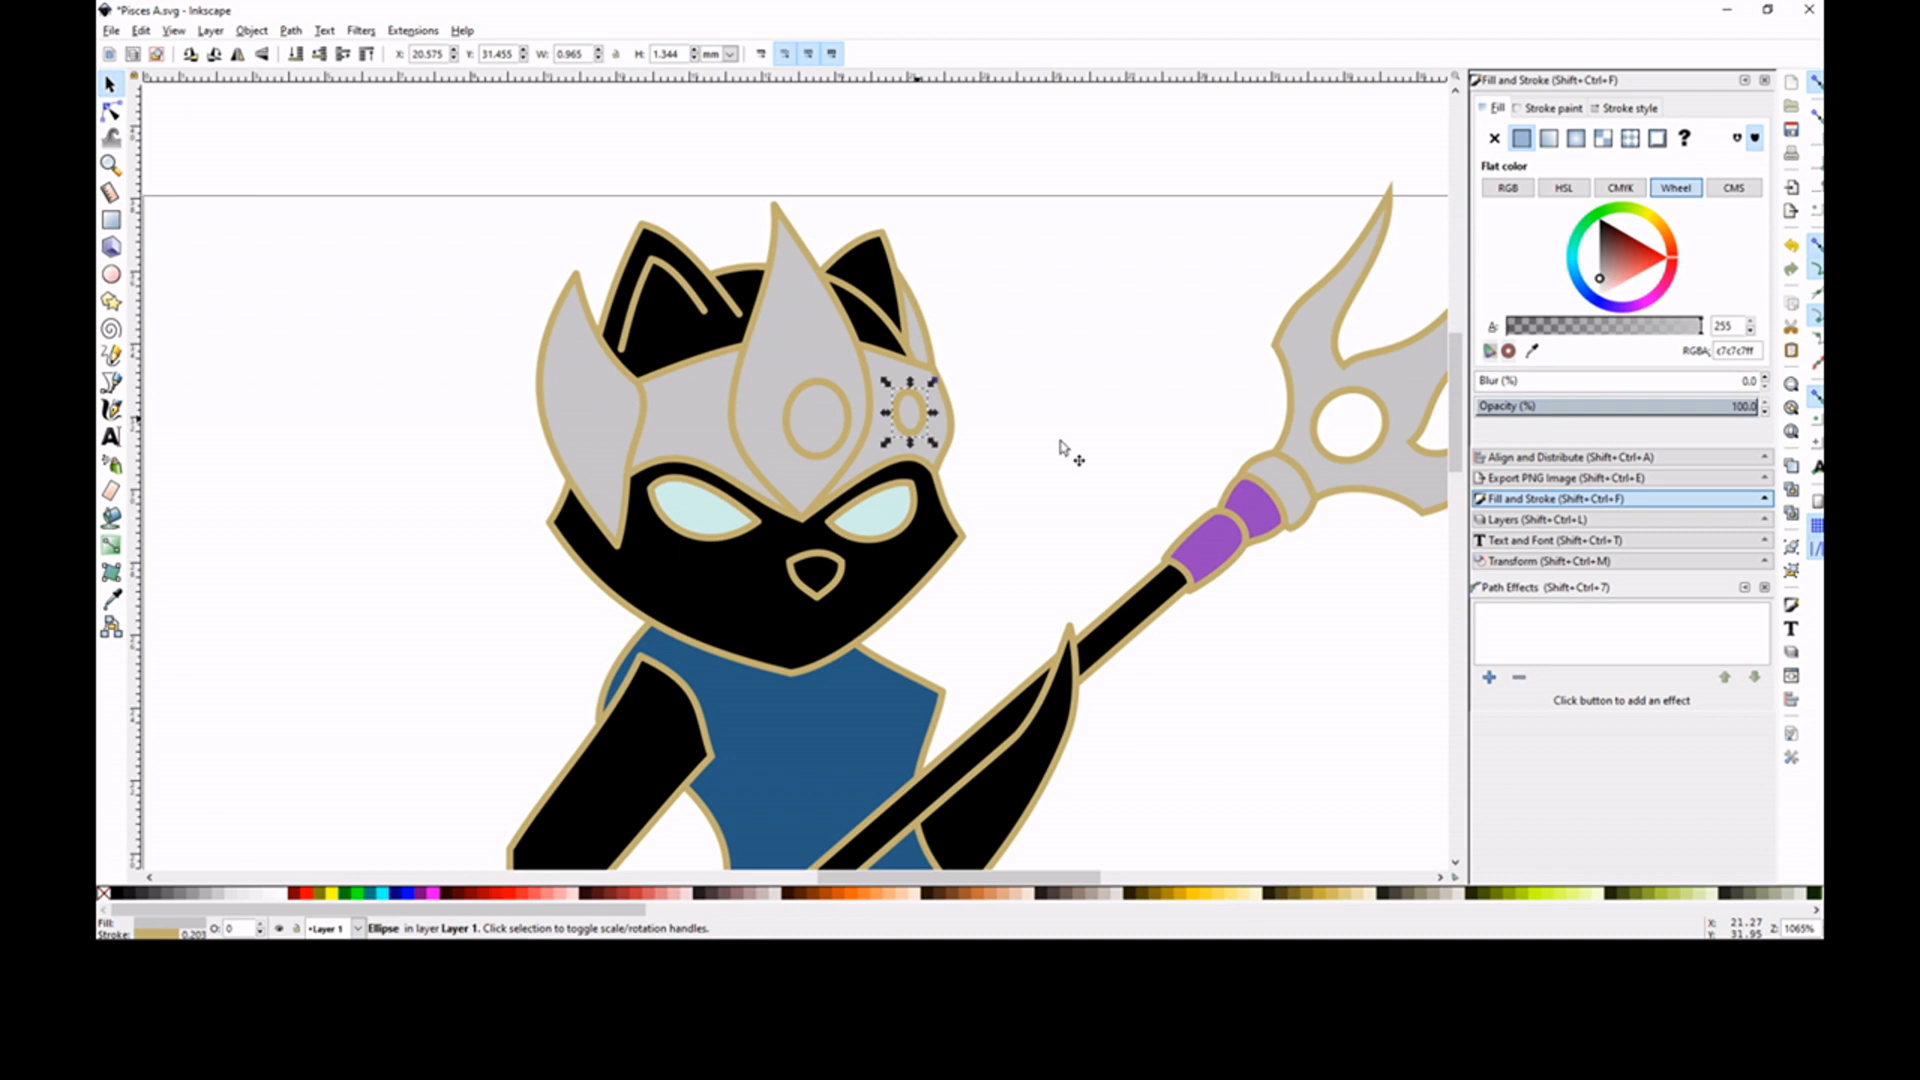 *Pisces A.svg - Inkscape
File Edit View Layer Object Path Text Filters Extensions Help
X: 20.575 Y: 31.455 W: 0.965 H: 1.344 mm
Fill and Stroke (Shift+Ctrl+F)
Fill Stroke paint Stroke style
?
Flat color
RGB HSL CMYK Wheel CMS
A: 255
RGBA: c7c7c7ff
Blur (%) 0.0
Opacity (%) 100.0
Align and Distribute (Shift+Ctrl+A)
Export PNG Image (Shift+Ctrl+E)
Fill and Stroke (Shift+Ctrl+F)
Layers (Shift+Ctrl+L)
Text and Font (Shift+Ctrl+T)
Transform (Shift+Ctrl+M)
Path Effects (Shift+Ctrl+7)
Click button to add an effect
Fill:
Stroke: 0.203 O: 0 •Layer 1 Ellipse in layer Layer 1. Click selection to toggle scale/rotation handles.
X: 21.27
Y: 31.95 Z: 1065%